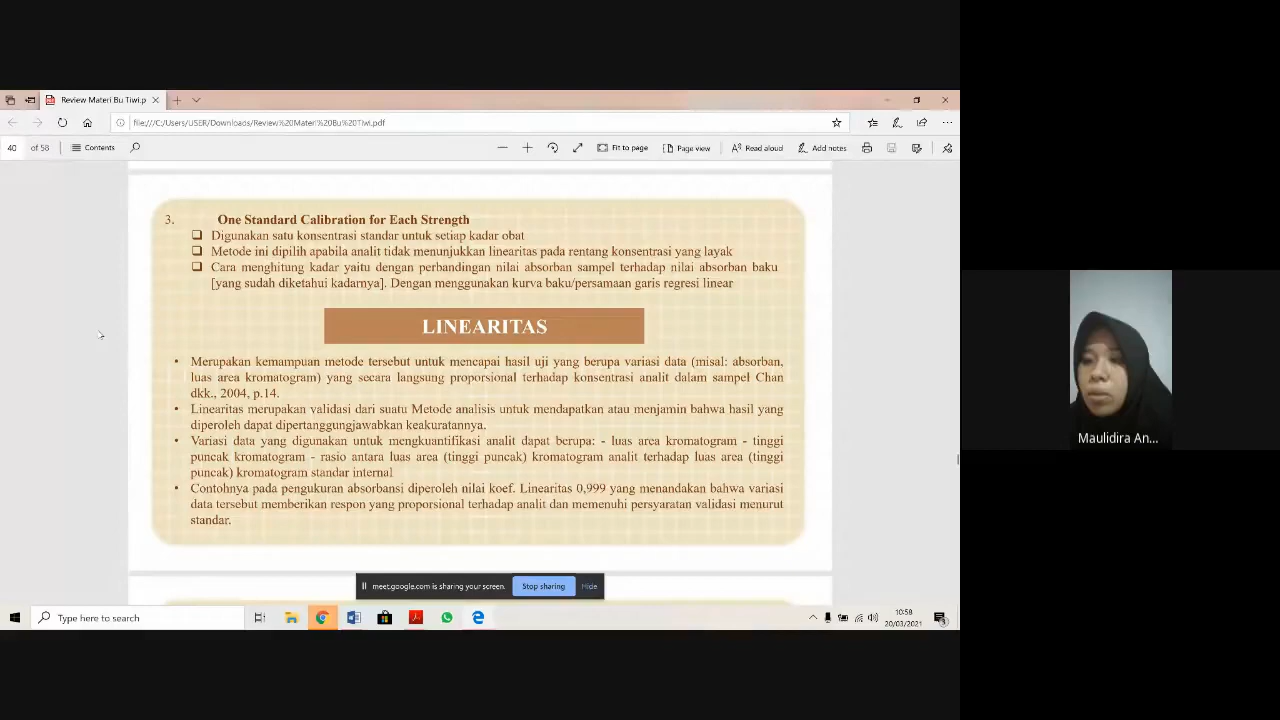 Review Materi Bu Tiwi.p
file:///C:/Users/USER/Downloads/Review%20Materi%20Bu%20Tiwi.pdf
40 of 58 Contents Fit to page Page view Read aloud Add notes
3. One Standard Calibration for Each Strength
❑ Digunakan satu konsentrasi standar untuk setiap kadar obat
❑ Metode ini dipilih apabila analit tidak menunjukkan linearitas pada rentang konsentrasi yang layak
❑ Cara menghitung kadar yaitu dengan perbandingan nilai absorban sampel terhadap nilai absorban baku
[yang sudah diketahui kadarnya]. Dengan menggunakan kurva baku/persamaan garis regresi linear
LINEARITAS
• Merupakan kemampuan metode tersebut untuk mencapai hasil uji yang berupa variasi data (misal: absorban,
luas area kromatogram) yang secara langsung proporsional terhadap konsentrasi analit dalam sampel Chan
dkk., 2004, p.14.
• Linearitas merupakan validasi dari suatu Metode analisis untuk mendapatkan atau menjamin bahwa hasil yang
diperoleh dapat dipertanggungjawabkan keakuratannya.
• Variasi data yang digunakan untuk mengkuantifikasi analit dapat berupa: - luas area kromatogram - tinggi
puncak kromatogram - rasio antara luas area (tinggi puncak) kromatogram analit terhadap luas area (tinggi
puncak) kromatogram standar internal
• Contohnya pada pengukuran absorbansi diperoleh nilai koef. Linearitas 0,999 yang menandakan bahwa variasi
data tersebut memberikan respon yang proporsional terhadap analit dan memenuhi persyaratan validasi menurut
standar.
Maulidira An...
meet.google.com is sharing your screen. Stop sharing Hide
Type here to search
10:58
20/03/2021